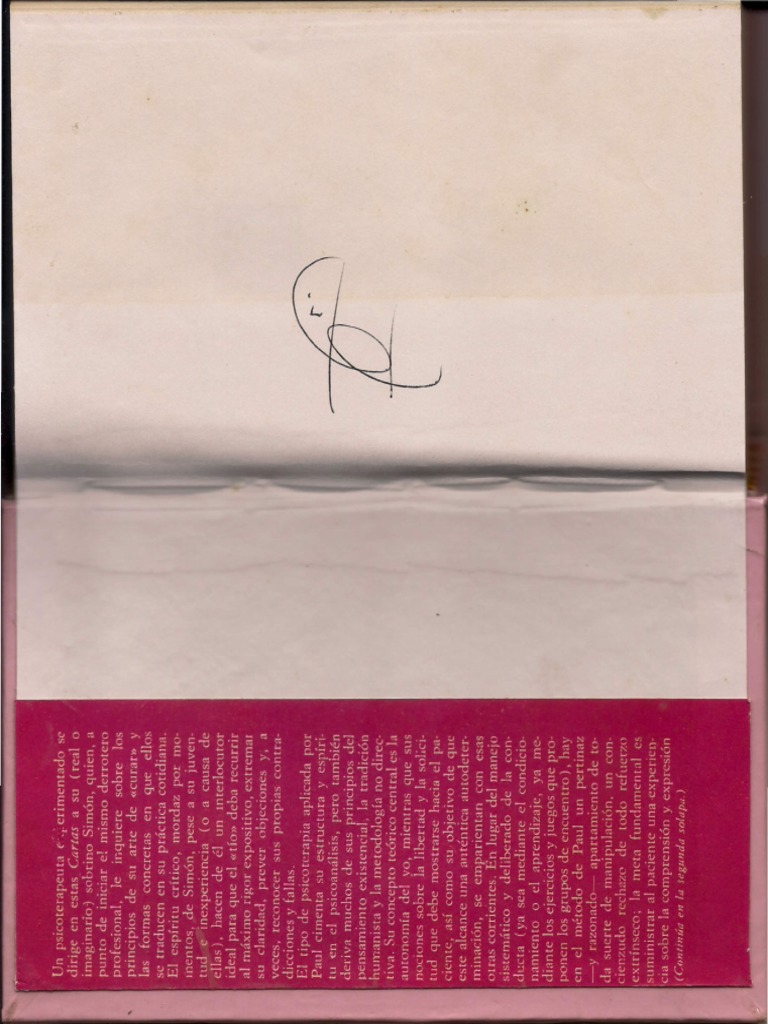 Un psicoterapeuta experimentado se
dirige en estas Cartas a su (real o
imaginario) sobrino Simón, quien, a
punto de iniciar el mismo derrotero
profesional, le inquiere sobre los
principios de su arte de «curar» y
las formas concretas en que ellos
se traducen en su práctica cotidiana.
El espíritu crítico, mordaz por mo-
mentos, de Simón, pese a su juven-
tud e inexperiencia (o a causa de
ellas), hacen de él un interlocutor
ideal para que el «tío» deba recurrir
al máximo rigor expositivo, extremar
su claridad, prever objeciones y, a
veces, reconocer sus propias contra-
dicciones y fallas.
El tipo de psicoterapia aplicada por
Paul cimenta su estructura y espíri-
tu en el psicoanálisis, pero también
deriva muchos de sus principios del
pensamiento existencial, la tradición
humanista y la metodología no direc-
tiva. Su concepto teórico central es la
autonomía del yo, mientras que sus
nociones sobre la libertad y la solici-
tud que debe mostrarse hacia el pa-
ciente, así como su objetivo de que
este alcance una auténtica autodeter-
minación, se emparientan con esas
otras corrientes. En lugar del manejo
sistemático y deliberado de la con-
ducta (ya sea mediante el condicio-
namiento o el aprendizaje, ya me-
diante los ejercicios y juegos que pro-
ponen los grupos de encuentro), hay
en el método de Paul un pertinaz
—y razonado— apartamiento de to-
da suerte de manipulación, un con-
cienzudo rechazo de todo refuerzo
extrínseco; la meta fundamental es
suministrar al paciente una experien-
cia sobre la comprensión y expresión
(Continúa en la segunda solapa.)